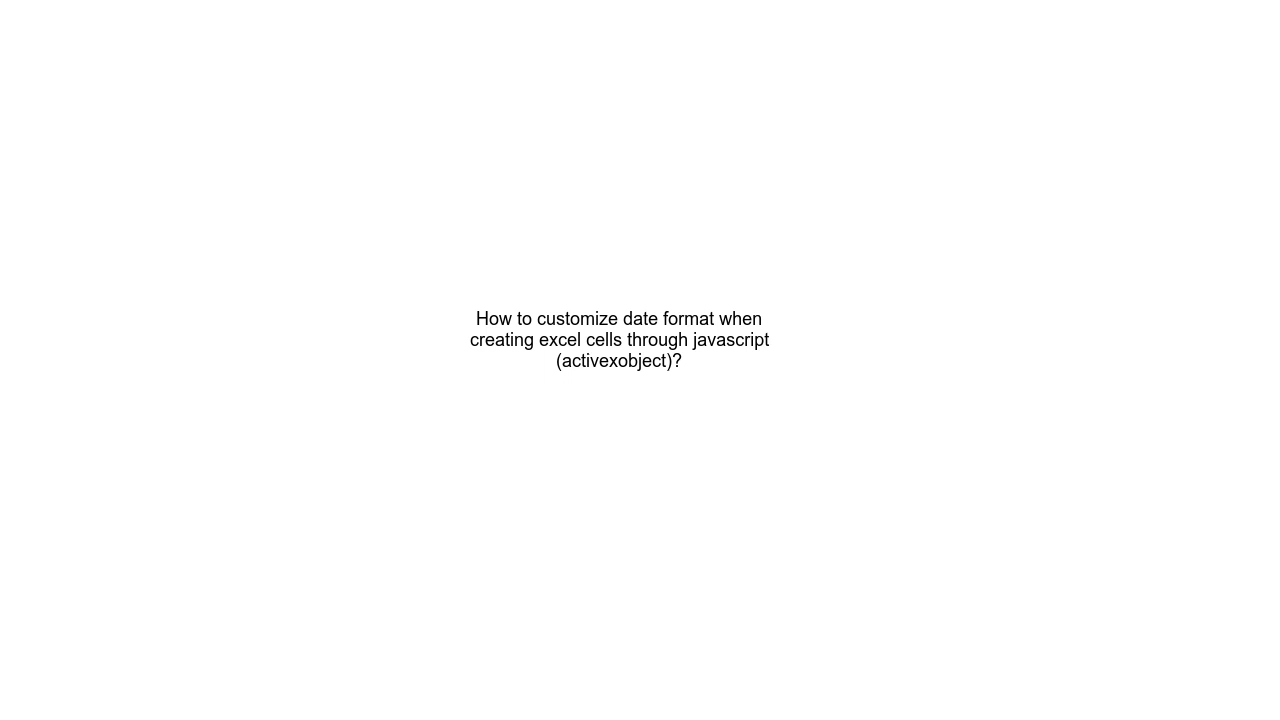 How to customize date format when
creating excel cells through javascript
(activexobject)?